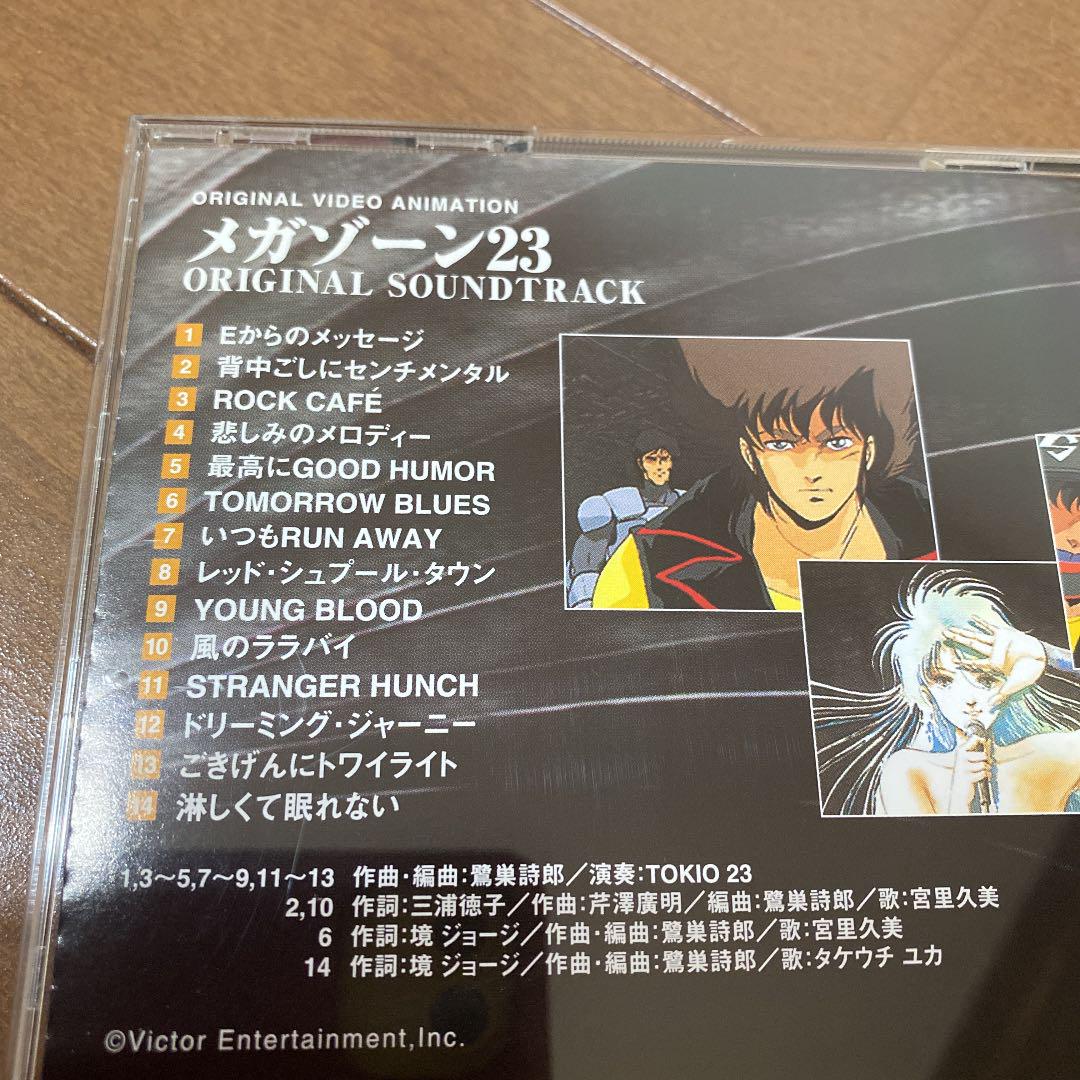 ORIGINAL VIDEO ANIMATION
メガゾーン23
ORIGINAL SOUNDTRACK
1 Eからのメッセージ
2 背中ごしにセンチメンタル
3 ROCK CAFÉ
4 悲しみのメロディー
5 最高にGOOD HUMOR
6 TOMORROW BLUES
7 いつもRUN AWAY
8 レッド・シュプール・タウン
9 YOUNG BLOOD
10 風のララバイ
11 STRANGER HUNCH
12 ドリーミング・ジャーニー
13 ごきげんにトワイライト
14 淋しくて眠れない
1,3〜5,7〜9,11〜13 作曲・編曲：鷺巣詩郎／演奏：TOKIO 23
2,10 作詞：三浦徳子／作曲：芹澤廣明／編曲：鷺巣詩郎／歌：宮里久美
6 作詞：境 ジョージ／作曲・編曲：鷺巣詩郎／歌：宮里久美
14 作詞：境 ジョージ／作曲・編曲：鷺巣詩郎／歌：タケウチ ユカ
©Victor Entertainment,Inc.